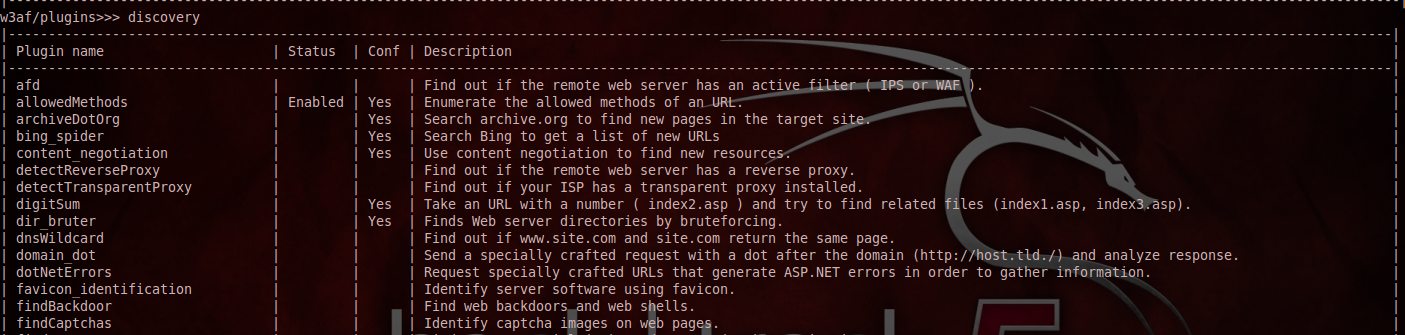 |--------------------------------------------------------------------------------------------------------------------------------------------------------------------------|
w3af/plugins>>> discovery
|--------------------------------------------------------------------------------------------------------------------------------------------------------------------------|
| Plugin name | Status | Conf | Description |
|--------------------------------------------------------------------------------------------------------------------------------------------------------------------------|
| afd | | | Find out if the remote web server has an active filter ( IPS or WAF ). |
| allowedMethods | Enabled | Yes | Enumerate the allowed methods of an URL. |
| archiveDotOrg | | Yes | Search archive.org to find new pages in the target site. |
| bing_spider | | Yes | Search Bing to get a list of new URLs |
| content_negotiation | | Yes | Use content negotiation to find new resources. |
| detectReverseProxy | | | Find out if the remote web server has a reverse proxy. |
| detectTransparentProxy | | | Find out if your ISP has a transparent proxy installed. |
| digitSum | | Yes | Take an URL with a number ( index2.asp ) and try to find related files (index1.asp, index3.asp). |
| dir_bruter | | Yes | Finds Web server directories by bruteforcing. |
| dnsWildcard | | | Find out if www.site.com and site.com return the same page. |
| domain_dot | | | Send a specially crafted request with a dot after the domain (http://host.tld./) and analyze response. |
| dotNetErrors | | | Request specially crafted URLs that generate ASP.NET errors in order to gather information. |
| favicon_identification | | | Identify server software using favicon. |
| findBackdoor | | | Find web backdoors and web shells. |
| findCaptchas | | | Identify captcha images on web pages. |